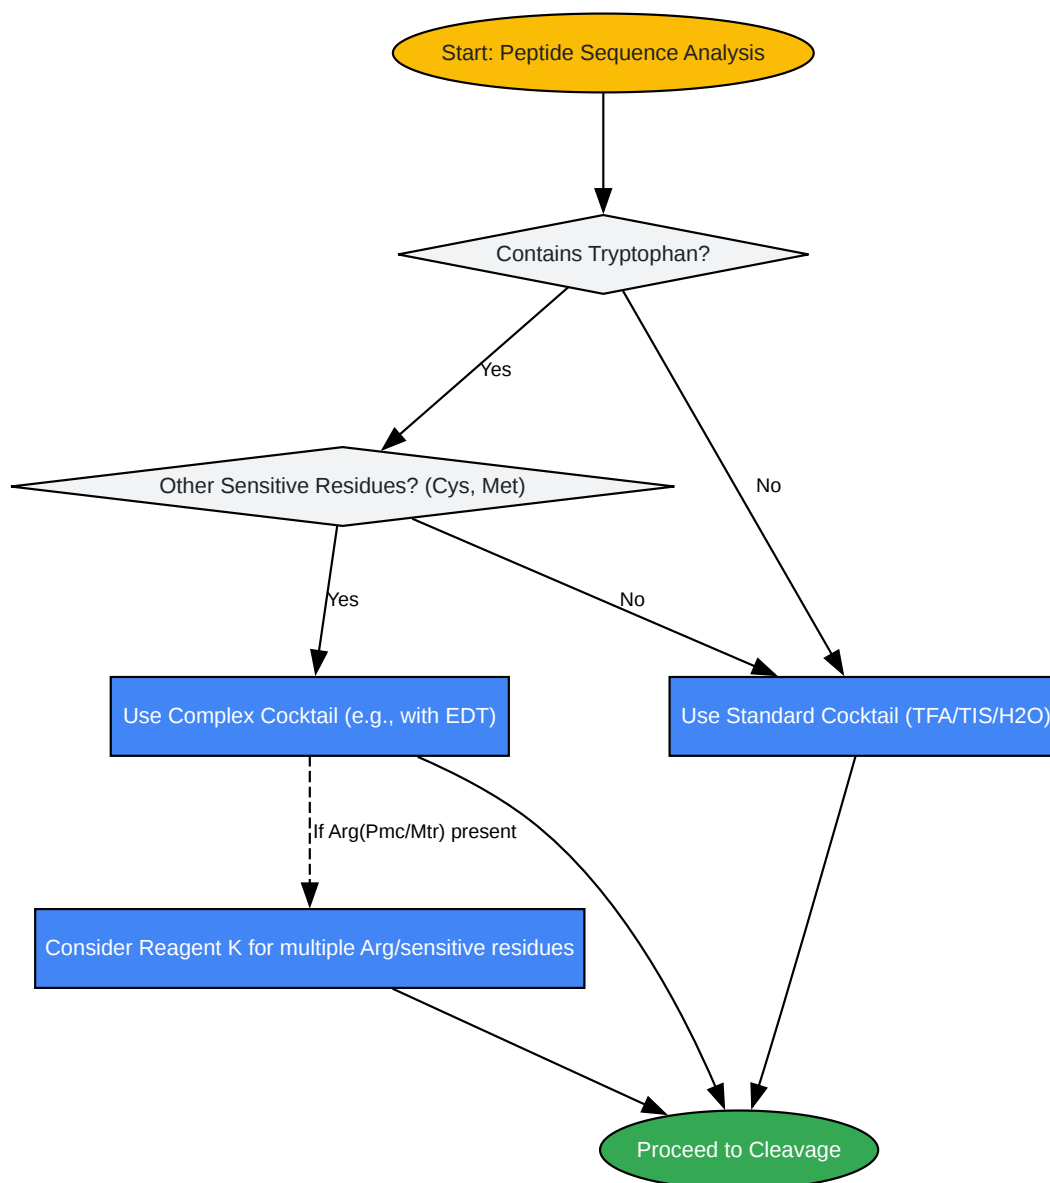 Start: Peptide Sequence Analysis
Contains Tryptophan?
Yes
Other Sensitive Residues? (Cys, Met)
No
Yes
No
Use Complex Cocktail (e.g., with EDT)
Use Standard Cocktail (TFA/TIS/H2O)
If Arg(Pmc/Mtr) present
Consider Reagent K for multiple Arg/sensitive residues
Proceed to Cleavage